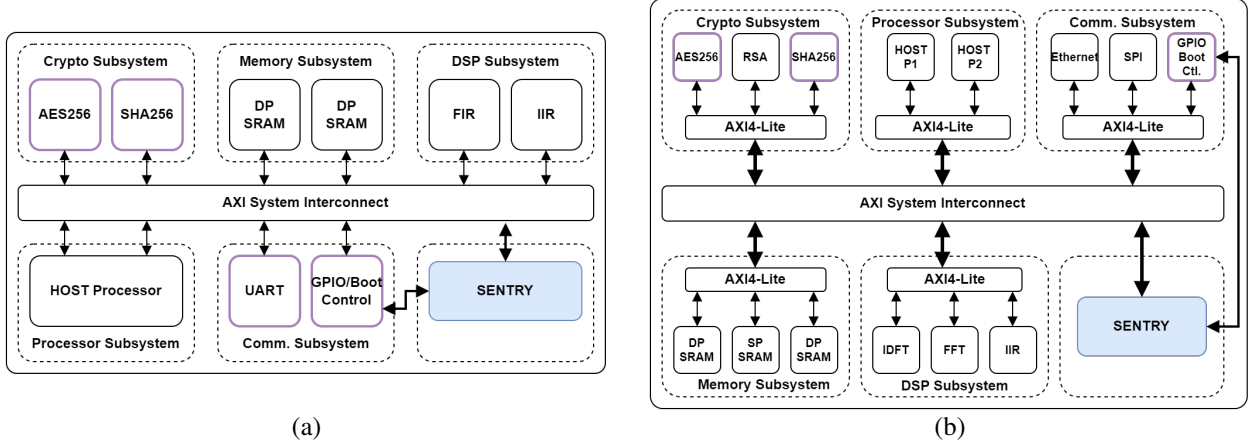 Crypto Subsystem
AES256
SHA256
Memory Subsystem
DP
SRAM
DP
SRAM
DSP Subsystem
FIR
IIR
AXI System Interconnect
HOST Processor
Processor Subsystem
UART
GPIO/Boot
Control
Comm. Subsystem
SENTRY
(a)
Crypto Subsystem
AES256
RSA
SHA256
AXI4-Lite
Processor Subsystem
HOST
P1
HOST
P2
AXI4-Lite
Comm. Subsystem
Ethernet
SPI
GPIO
Boot
Ctl.
AXI4-Lite
AXI System Interconnect
AXI4-Lite
DP
SRAM
SP
SRAM
DP
SRAM
Memory Subsystem
AXI4-Lite
IDFT
FFT
IIR
DSP Subsystem
SENTRY
(b)